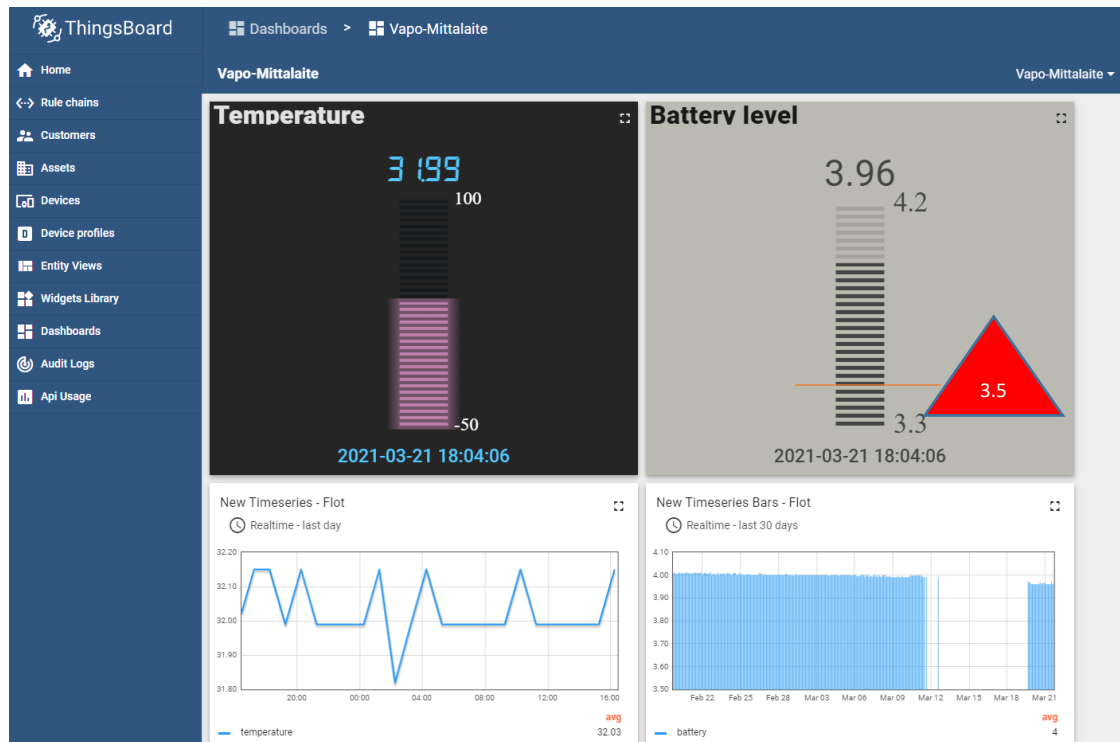 ThingsBoard
Dashboards > Vapo-Mittalaite
Home
Rule chains
Customers
Assets
Devices
Device profiles
Entity Views
Widgets Library
Dashboards
Audit Logs
Api Usage
Vapo-Mittalaite
Vapo-Mittalaite
Temperature
31.99
100
-50
2021-03-21 18:04:06
Battery level
3.96
4.2
3.5
3.3
2021-03-21 18:04:06
New Timeseries - Flot
Realtime - last day
32.20
32.10
32.00
31.90
31.80
20:00 00:00 04:00 08:00 12:00 16:00
avg
temperature 32.03
New Timeseries Bars - Flot
Realtime - last 30 days
4.10
4.00
3.90
3.80
3.70
3.60
3.50
Feb 22 Feb 25 Feb 28 Mar 03 Mar 06 Mar 09 Mar 12 Mar 15 Mar 18 Mar 21
avg
battery 4